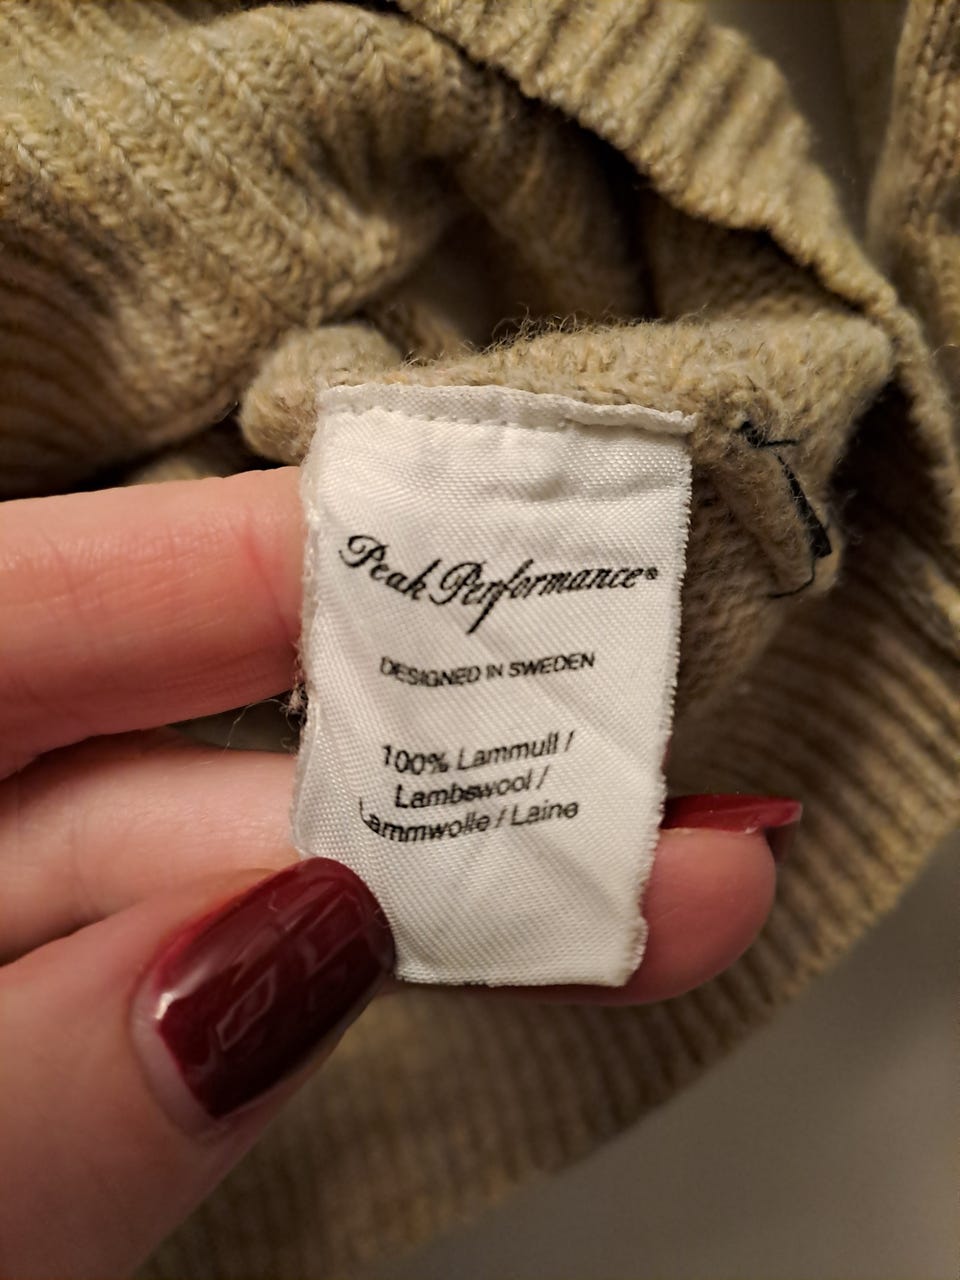 Peak Performance®
DESIGNED IN SWEDEN
100% Lammull /
Lambswool /
Lammwolle / Laine